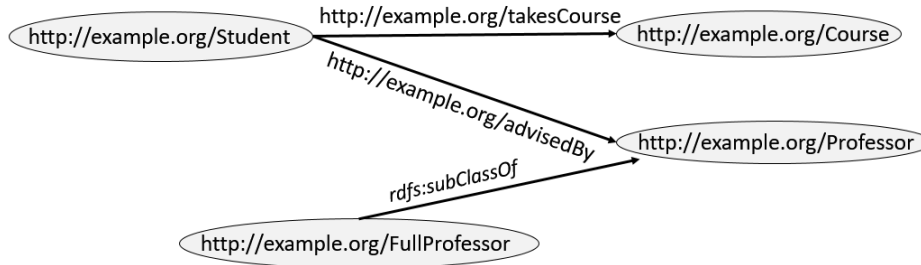 http://example.org/takesCourse
http://example.org/Student
http://example.org/Course
http://example.org/advisedBy
http://example.org/Professor
rdfs:subClassOf
http://example.org/FullProfessor